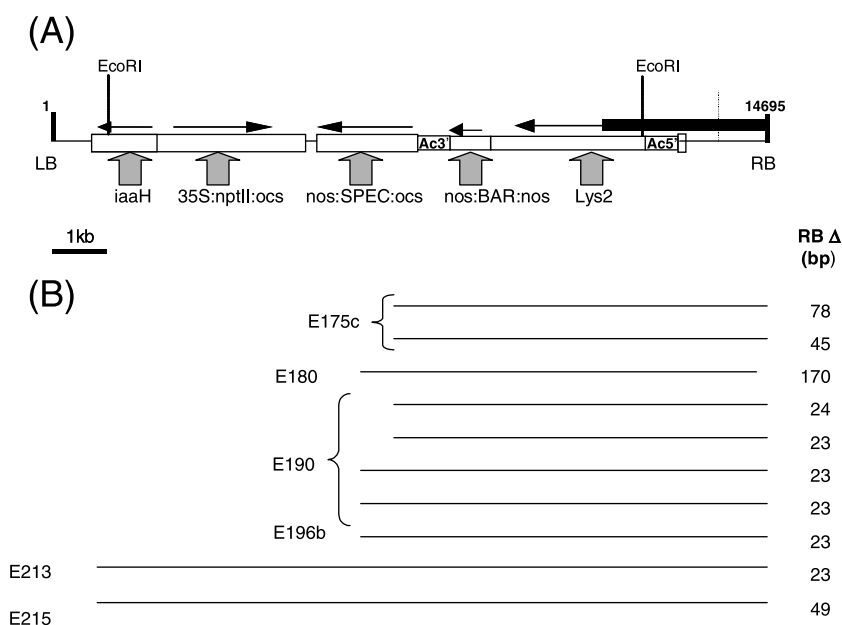 (A)
EcoRI
EcoRI
1
14695
Ac3'
Ac5'
LB
RB
iaaH
35S:nptII:ocs
nos:SPEC:ocs
nos:BAR:nos
Lys2
1kb
RB Δ
(bp)
(B)
E175c
78
45
E180
170
E190
24
23
23
23
E196b
23
E213
23
E215
49